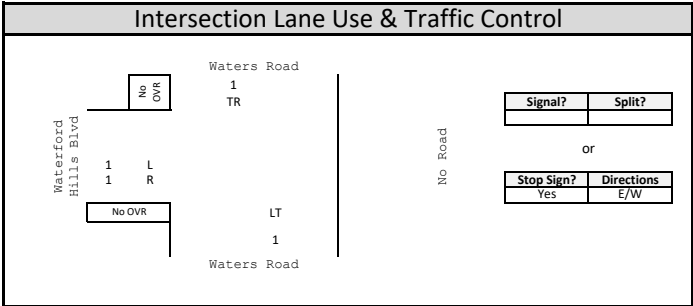 Intersection Lane Use & Traffic Control
Waters Road
No
OVR
1
TR
Signal? Split?
Waterford
Hills Blvd
No Road
or
1 L
1 R
Stop Sign? Directions
Yes E/W
No OVR
LT
1
Waters Road